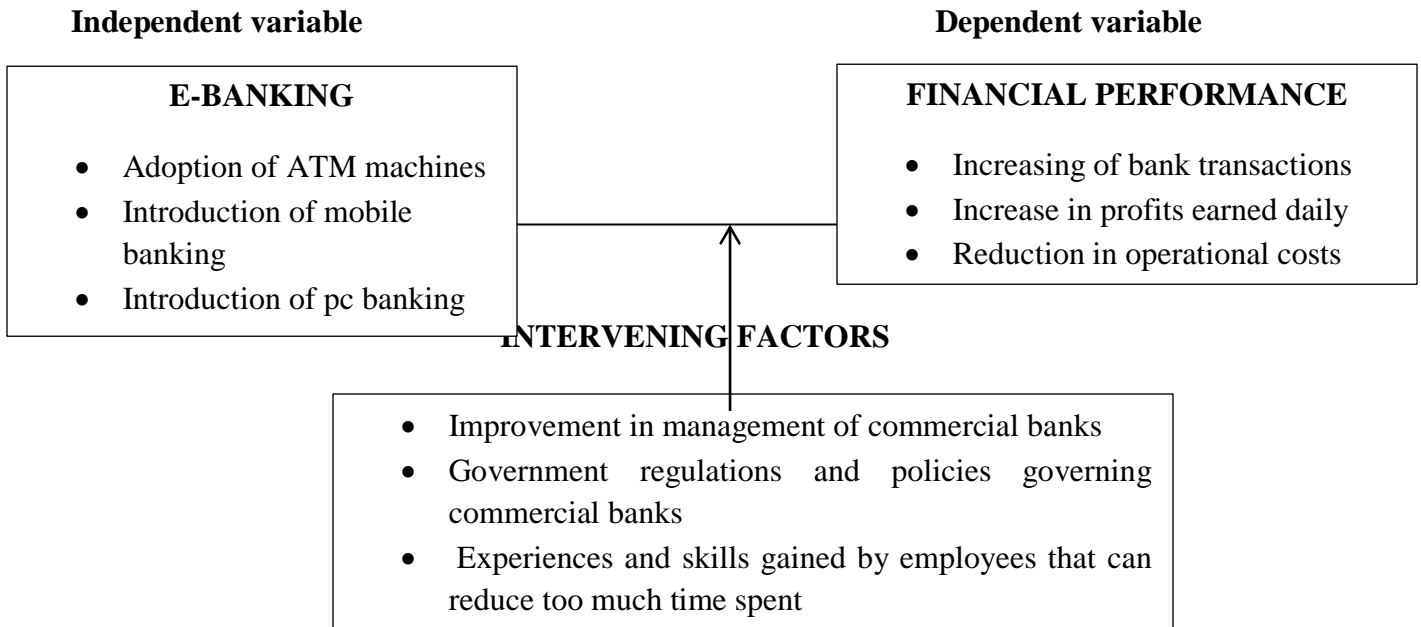 Independent variable
Dependent variable
E-BANKING
• Adoption of ATM machines
• Introduction of mobile
banking
• Introduction of pc banking
FINANCIAL PERFORMANCE
• Increasing of bank transactions
• Increase in profits earned daily
• Reduction in operational costs
INTERVENING FACTORS
• Improvement in management of commercial banks
• Government regulations and policies governing
commercial banks
• Experiences and skills gained by employees that can
reduce too much time spent